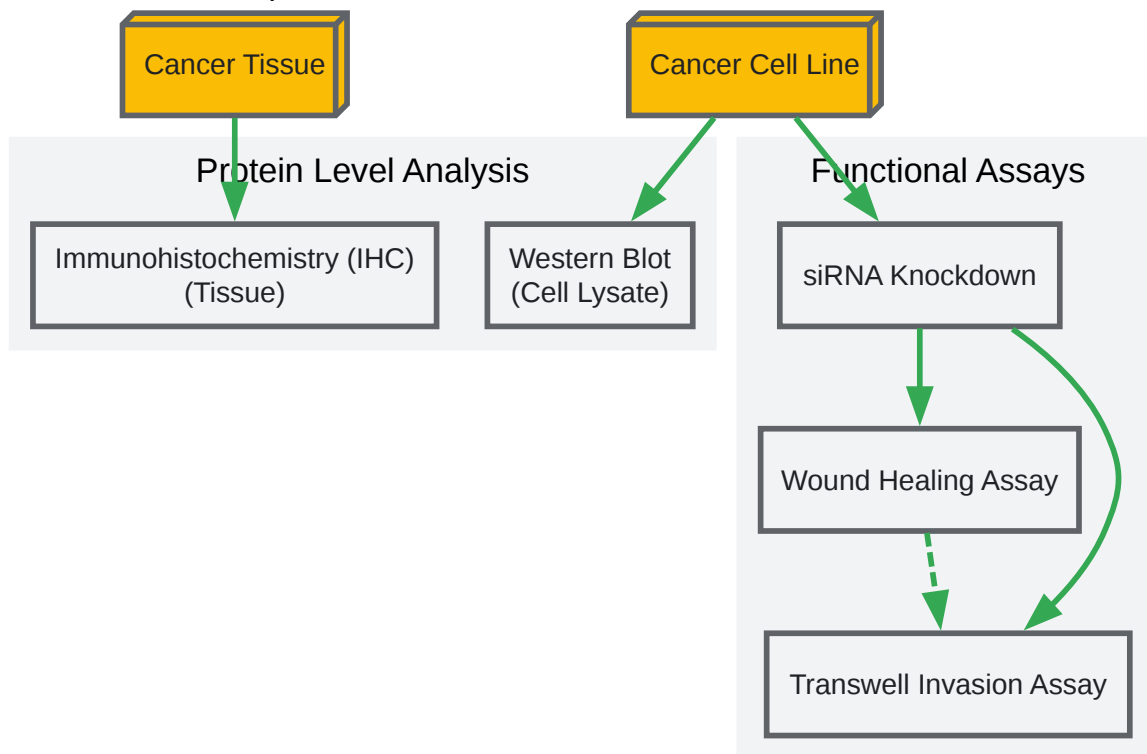 Cancer Tissue
Cancer Cell Line
Protein Level Analysis
Functional Assays
Immunohistochemistry (IHC)
(Tissue)
Western Blot
(Cell Lysate)
siRNA Knockdown
Wound Healing Assay
Transwell Invasion Assay